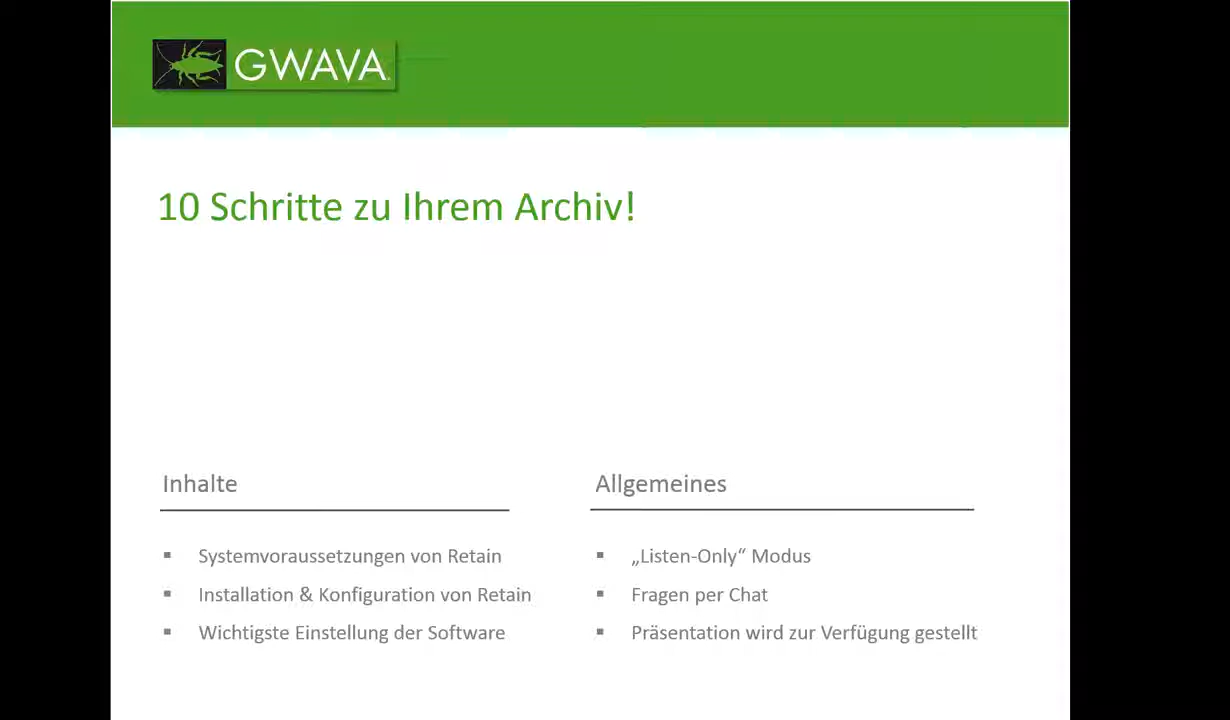 GWAVA
10 Schritte zu Ihrem Archiv!
Inhalte
▪ Systemvoraussetzungen von Retain
▪ Installation & Konfiguration von Retain
▪ Wichtigste Einstellung der Software
Allgemeines
▪ „Listen-Only“ Modus
▪ Fragen per Chat
▪ Präsentation wird zur Verfügung gestellt